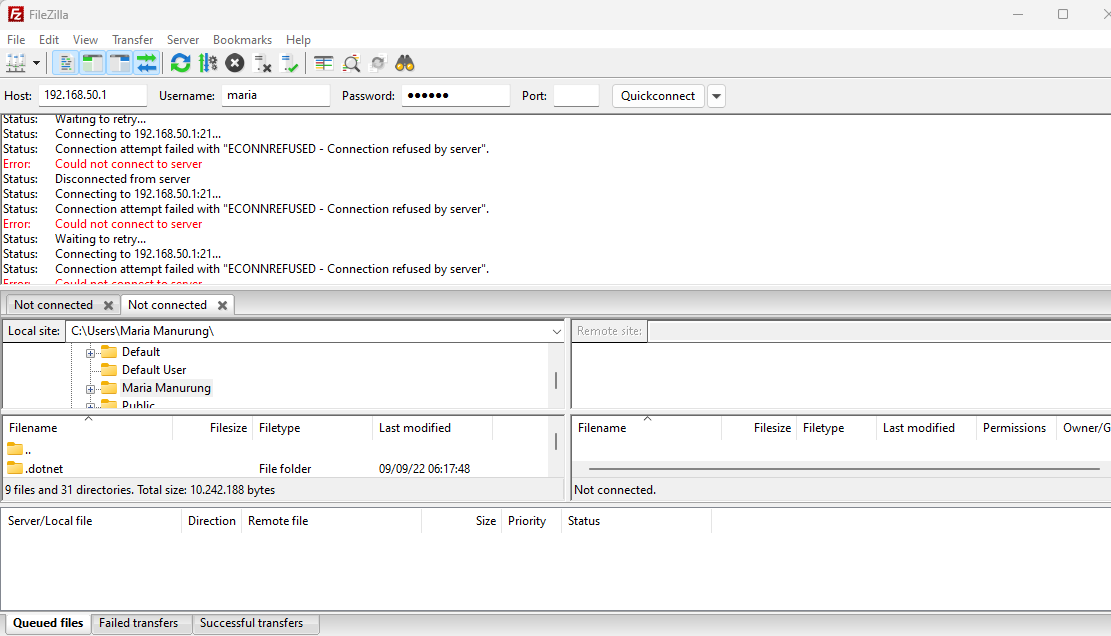 FileZilla
File Edit View Transfer Server Bookmarks Help
Host: 192.168.50.1 Username: maria Password: ●●●●●● Port: Quickconnect
Status: Waiting to retry...
Status: Connecting to 192.168.50.1:21...
Status: Connection attempt failed with "ECONNREFUSED - Connection refused by server".
Error: Could not connect to server
Status: Disconnected from server
Status: Connecting to 192.168.50.1:21...
Status: Connection attempt failed with "ECONNREFUSED - Connection refused by server".
Error: Could not connect to server
Status: Waiting to retry...
Status: Connecting to 192.168.50.1:21...
Status: Connection attempt failed with "ECONNREFUSED - Connection refused by server".
Error: Could not connect to server
Not connected Not connected
Local site: C:\Users\Maria Manurung\
Default
Default User
Maria Manurung
Public
Filename Filesize Filetype Last modified
..
.dotnet File folder 09/09/22 06:17:48
9 files and 31 directories. Total size: 10.242.188 bytes
Remote site:
Filename Filesize Filetype Last modified Permissions Owner/G
Not connected.
Server/Local file Direction Remote file Size Priority Status
Queued files Failed transfers Successful transfers